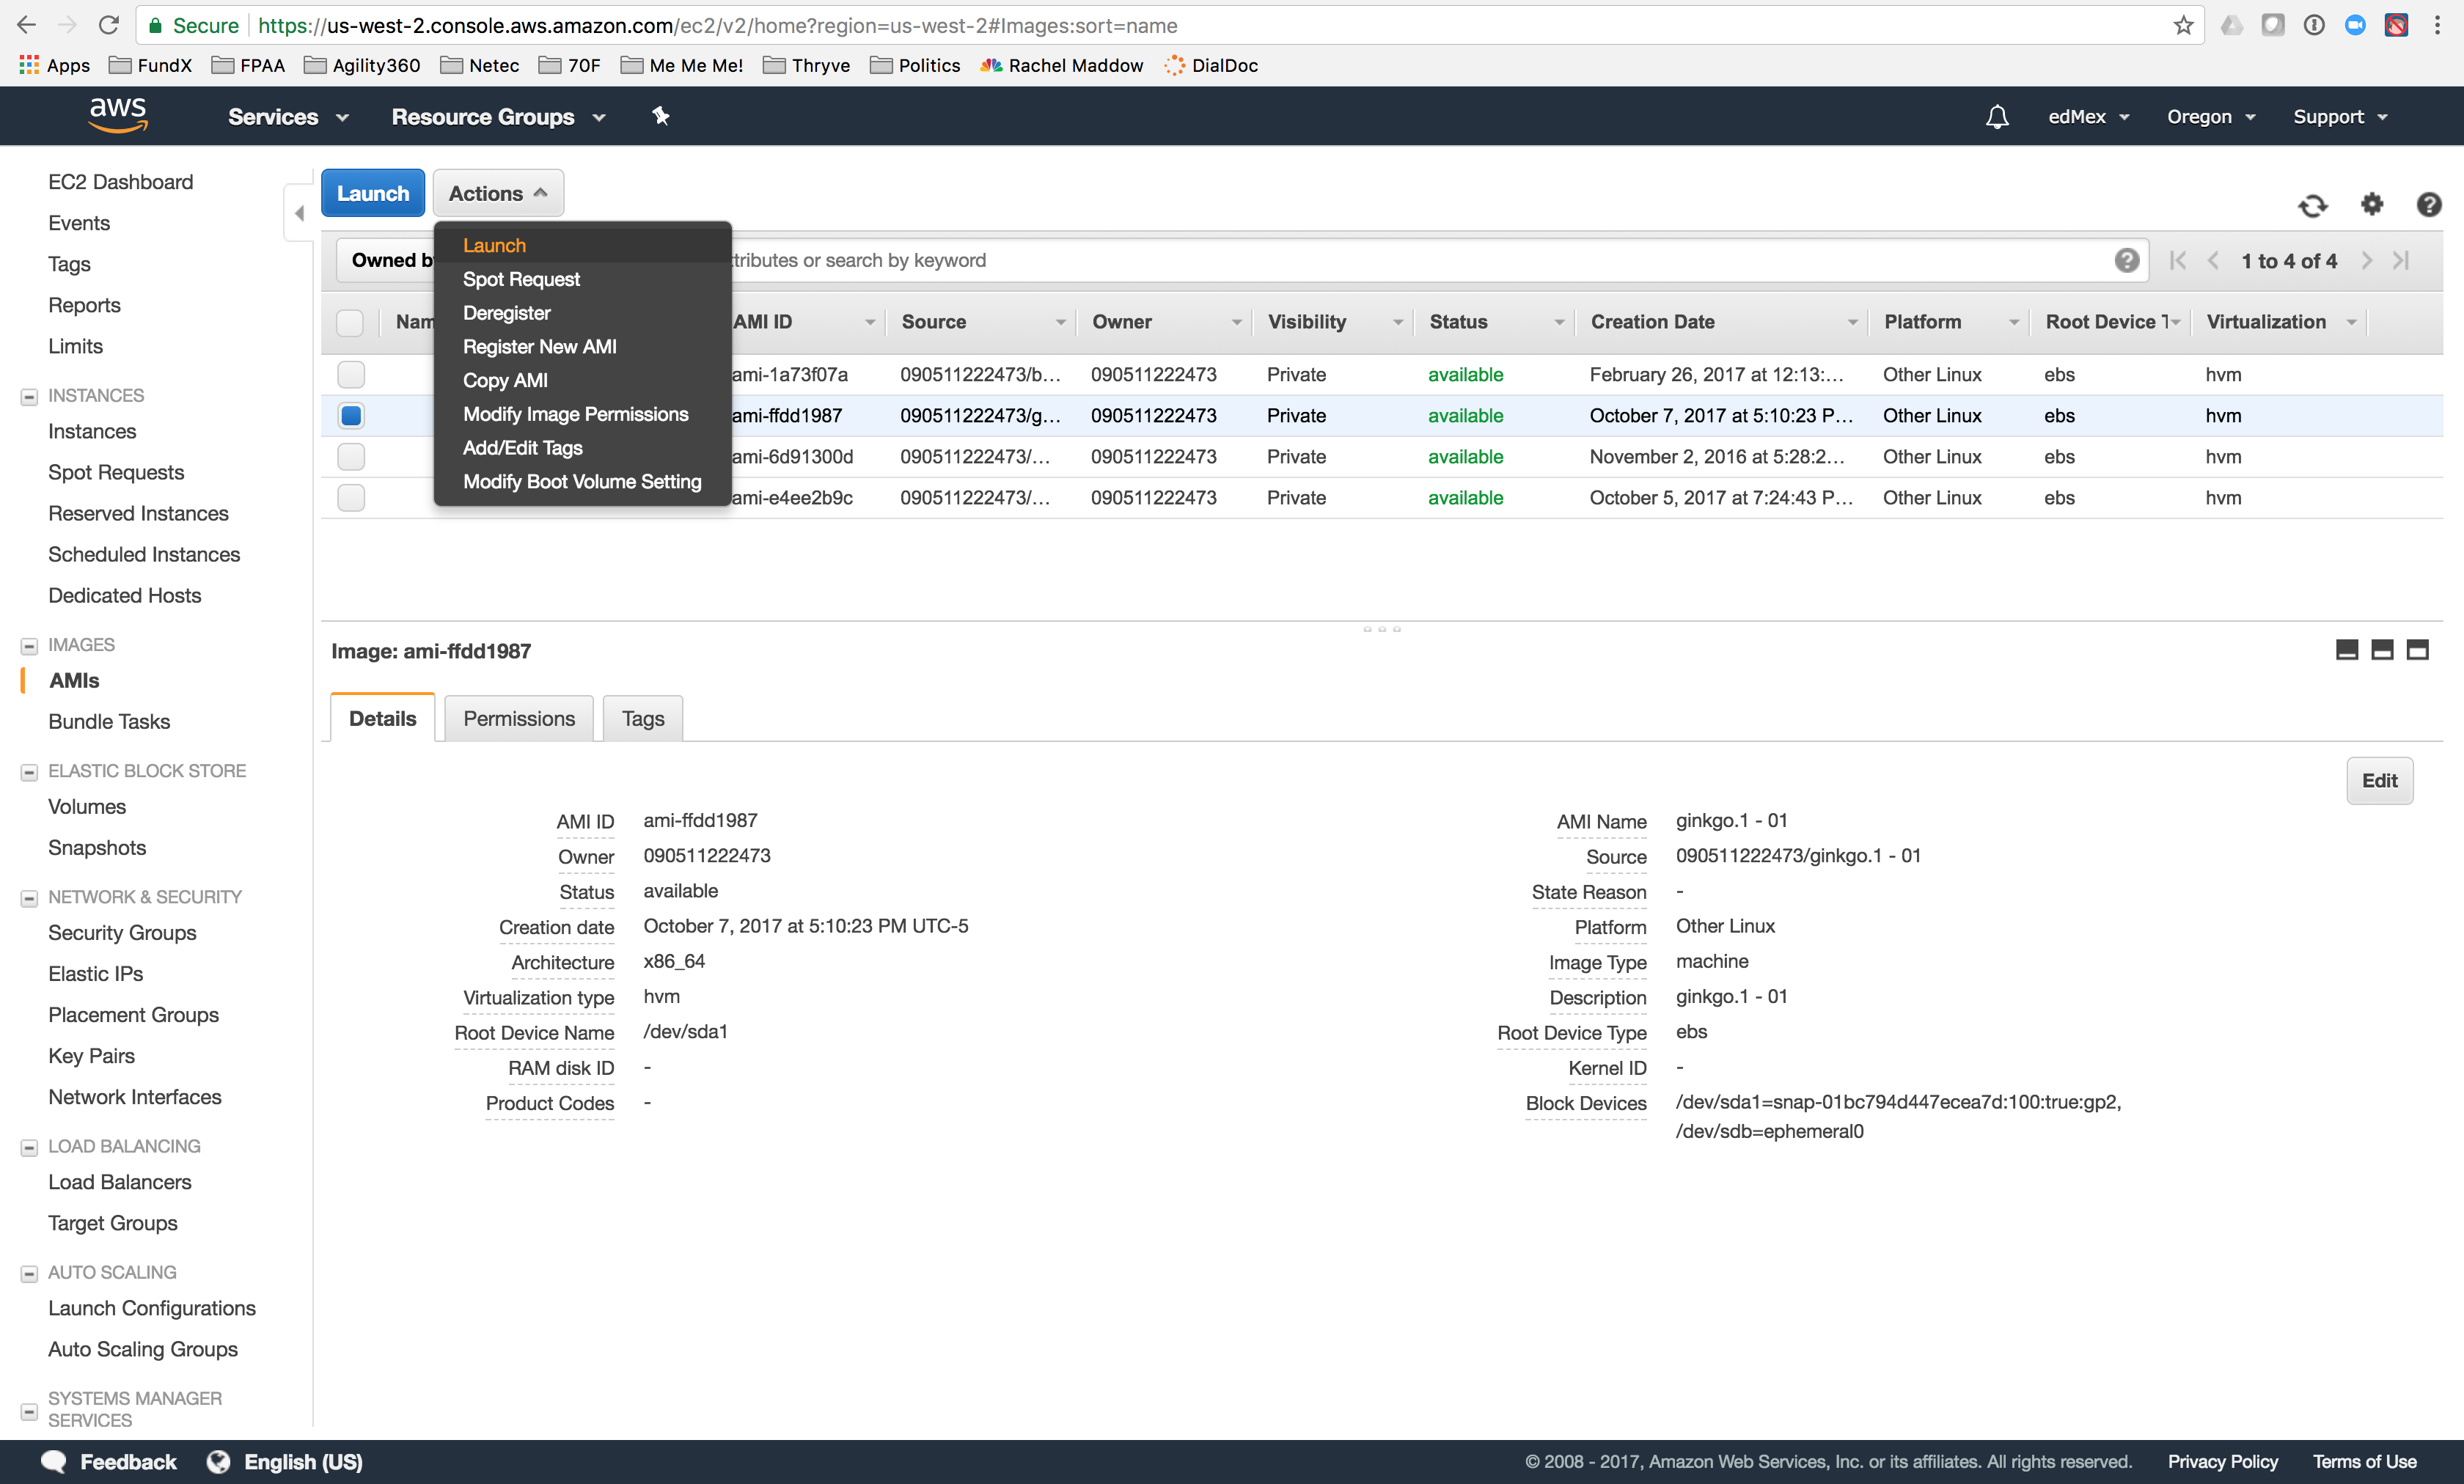 Secure https://us-west-2.console.aws.amazon.com/ec2/v2/home?region=us-west-2#Images:sort=name
Apps FundX FPAA Agility360 Netec 70F Me Me Me! Thryve Politics Rachel Maddow DialDoc
aws Services Resource Groups edMex Oregon Support
EC2 Dashboard
Events
Tags
Reports
Limits
INSTANCES
Instances
Spot Requests
Reserved Instances
Scheduled Instances
Dedicated Hosts
IMAGES
AMIs
Bundle Tasks
ELASTIC BLOCK STORE
Volumes
Snapshots
NETWORK & SECURITY
Security Groups
Elastic IPs
Placement Groups
Key Pairs
Network Interfaces
LOAD BALANCING
Load Balancers
Target Groups
AUTO SCALING
Launch Configurations
Auto Scaling Groups
SYSTEMS MANAGER
SERVICES
Launch Actions
Launch
Spot Request
Deregister
Register New AMI
Copy AMI
Modify Image Permissions
Add/Edit Tags
Modify Boot Volume Setting
Owned b tributes or search by keyword 1 to 4 of 4
Nam AMI ID Source Owner Visibility Status Creation Date Platform Root Device T Virtualization
ami-1a73f07a 090511222473/b... 090511222473 Private available February 26, 2017 at 12:13:... Other Linux ebs hvm
ami-ffdd1987 090511222473/g... 090511222473 Private available October 7, 2017 at 5:10:23 P... Other Linux ebs hvm
ami-6d91300d 090511222473/... 090511222473 Private available November 2, 2016 at 5:28:2... Other Linux ebs hvm
ami-e4ee2b9c 090511222473/... 090511222473 Private available October 5, 2017 at 7:24:43 P... Other Linux ebs hvm
Image: ami-ffdd1987
Details Permissions Tags
Edit
AMI ID ami-ffdd1987
Owner 090511222473
Status available
Creation date October 7, 2017 at 5:10:23 PM UTC-5
Architecture x86_64
Virtualization type hvm
Root Device Name /dev/sda1
RAM disk ID -
Product Codes -
AMI Name ginkgo.1 - 01
Source 090511222473/ginkgo.1 - 01
State Reason -
Platform Other Linux
Image Type machine
Description ginkgo.1 - 01
Root Device Type ebs
Kernel ID -
Block Devices /dev/sda1=snap-01bc794d447ecea7d:100:true:gp2,
/dev/sdb=ephemeral0
Feedback English (US) © 2008 - 2017, Amazon Web Services, Inc. or its affiliates. All rights reserved. Privacy Policy Terms of Use